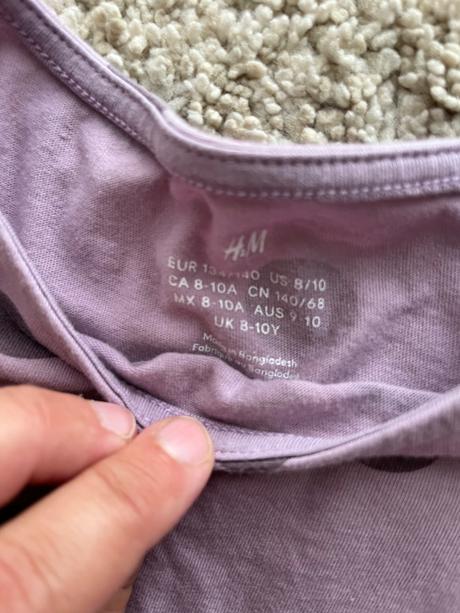 H&M
EUR 134/140 US 8/10
CA 8-10A CN 140/68
MX 8-10A AUS 9-10
UK 8-10Y
Made in Bangladesh
Bangladesh